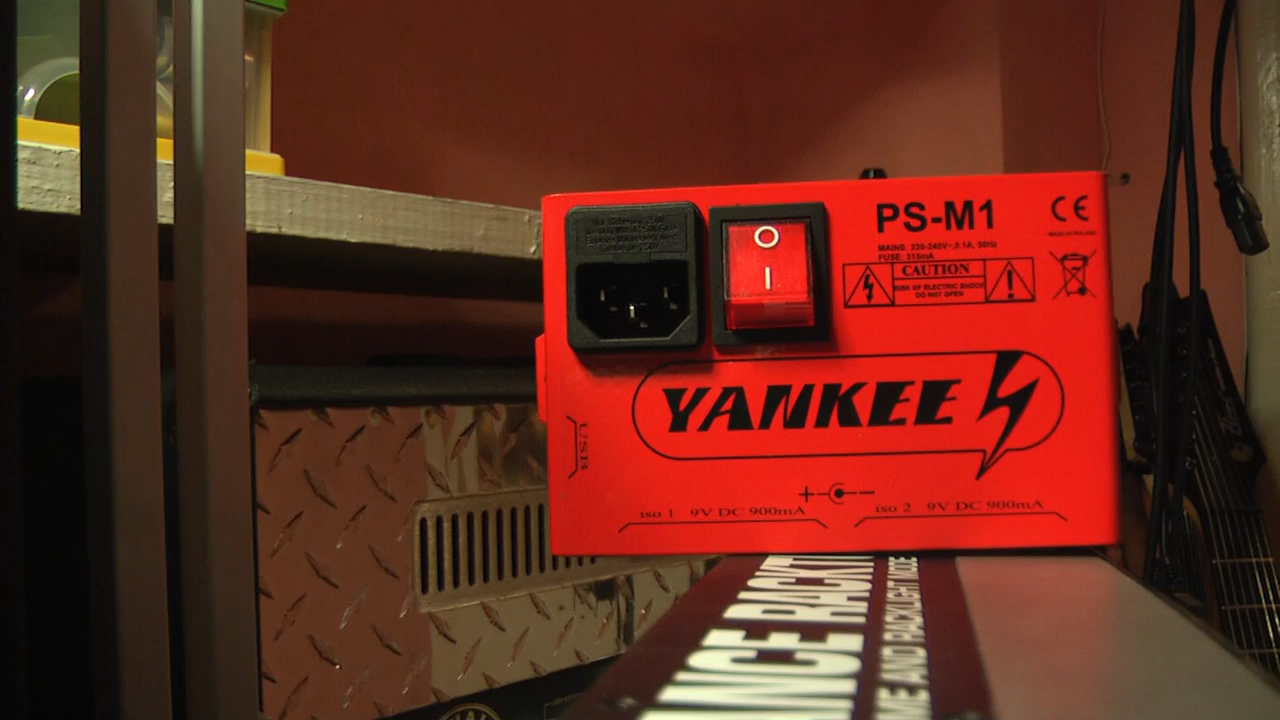 PS-M1
CE
MADE IN POLAND
MAINS: 230-240V~,0.1A, 50Hz
FUSE: 315mA
CAUTION
RISK OF ELECTRIC SHOCK
DO NOT OPEN
O
I
YANKEE
USB
iso 1 9V DC 900mA
iso 2 9V DC 900mA